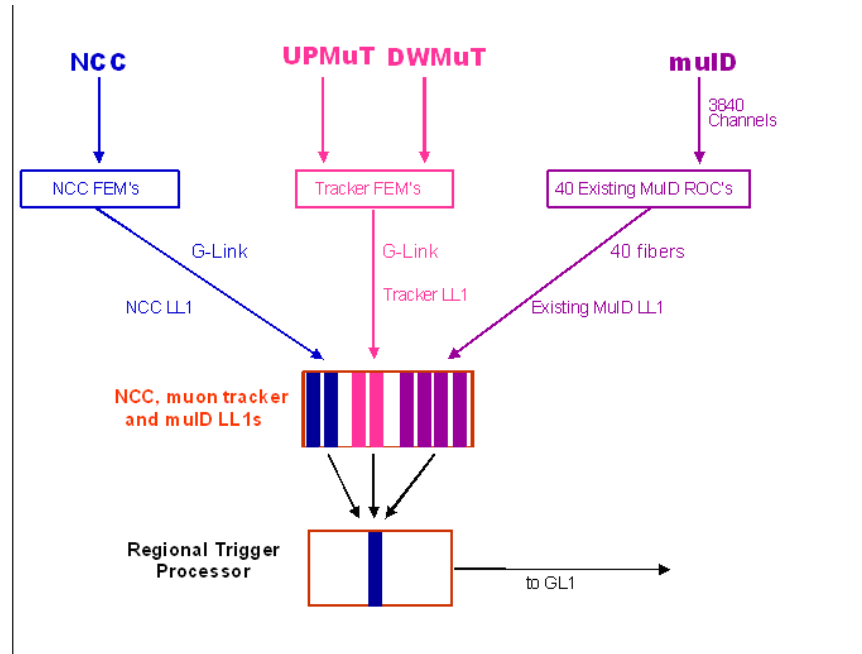 NCC
UPMuT DWMuT
muID
3840
Channels
NCC FEM's
Tracker FEM's
40 Existing MuID ROC's
G-Link
G-Link
40 fibers
NCC LL1
Tracker LL1
Existing MuID LL1
NCC, muon tracker
and muID LL1s
Regional Trigger
Processor
to GL1